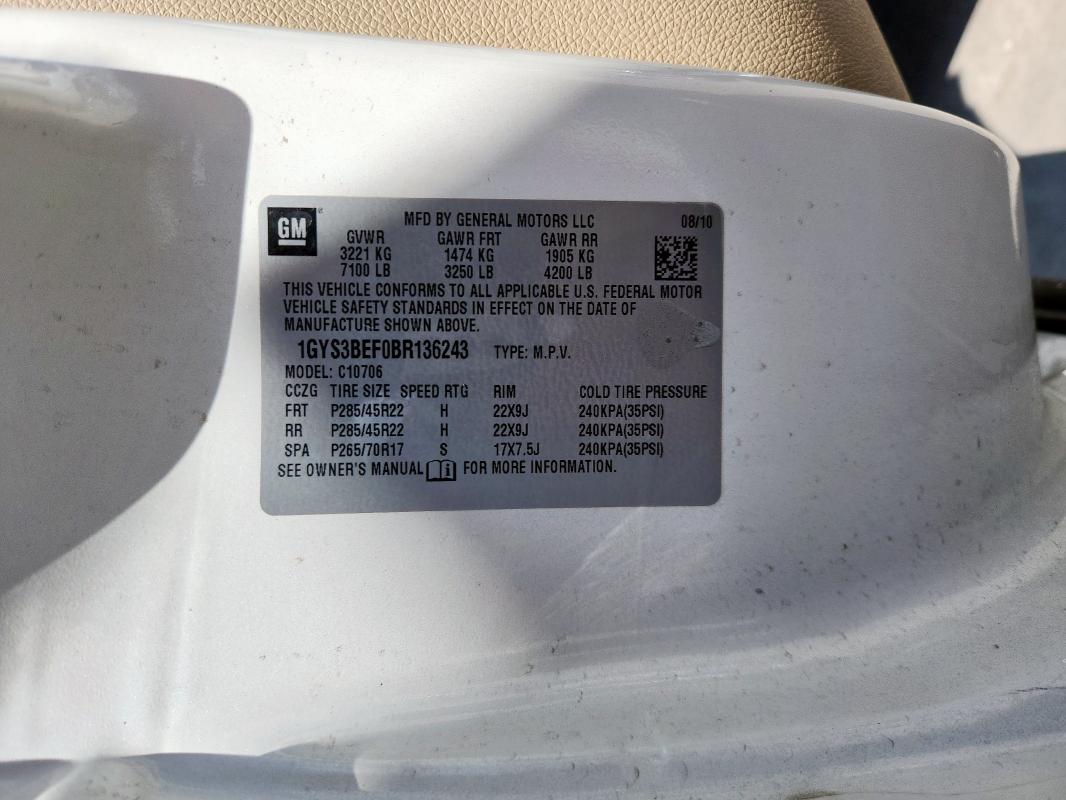 GM
MFD BY GENERAL MOTORS LLC 08/10
GVWR GAWR FRT GAWR RR
3221 KG 1474 KG 1905 KG
7100 LB 3250 LB 4200 LB
THIS VEHICLE CONFORMS TO ALL APPLICABLE U.S. FEDERAL MOTOR
VEHICLE SAFETY STANDARDS IN EFFECT ON THE DATE OF
MANUFACTURE SHOWN ABOVE.
1GYS3BEF0BR136243 TYPE: M.P.V.
MODEL: C10706
CCZG TIRE SIZE SPEED RTG RIM COLD TIRE PRESSURE
FRT P285/45R22 H 22X9J 240KPA(35PSI)
RR P285/45R22 H 22X9J 240KPA(35PSI)
SPA P265/70R17 S 17X7.5J 240KPA(35PSI)
SEE OWNER'S MANUAL i FOR MORE INFORMATION.